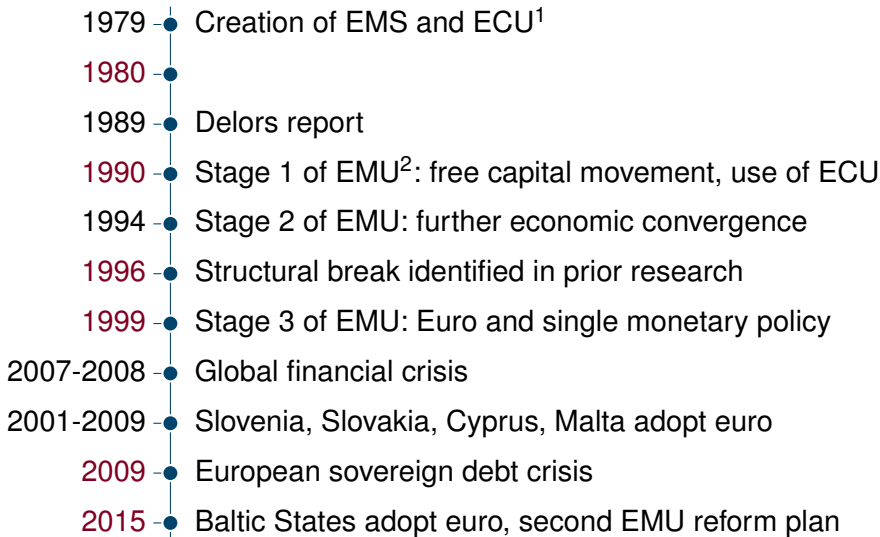 1979 Creation of EMS and ECU¹
1980
1989 Delors report
1990 Stage 1 of EMU²: free capital movement, use of ECU
1994 Stage 2 of EMU: further economic convergence
1996 Structural break identified in prior research
1999 Stage 3 of EMU: Euro and single monetary policy
2007-2008 Global financial crisis
2001-2009 Slovenia, Slovakia, Cyprus, Malta adopt euro
2009 European sovereign debt crisis
2015 Baltic States adopt euro, second EMU reform plan